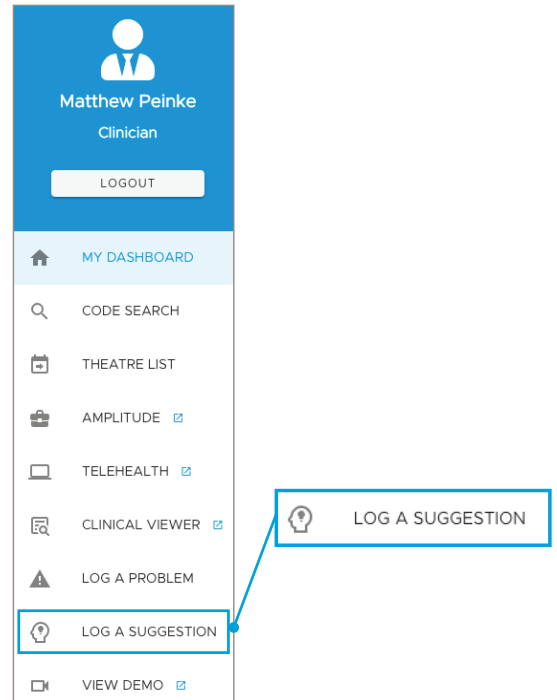 Matthew Peinke
Clinician
LOGOUT
MY DASHBOARD
CODE SEARCH
THEATRE LIST
AMPLITUDE
TELEHEALTH
CLINICAL VIEWER
LOG A PROBLEM
LOG A SUGGESTION
LOG A SUGGESTION
VIEW DEMO